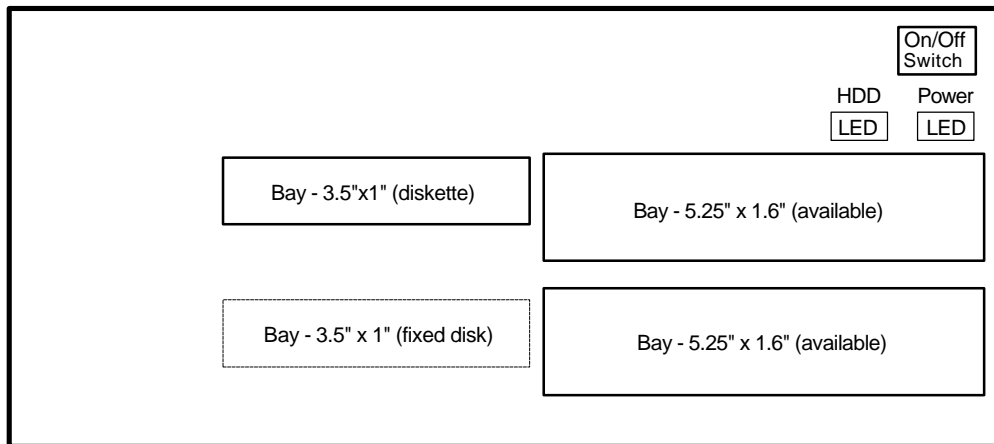 On/Off
Switch
HDD Power
LED LED
Bay - 3.5"x1" (diskette)
Bay - 5.25" x 1.6" (available)
Bay - 3.5" x 1" (fixed disk)
Bay - 5.25" x 1.6" (available)